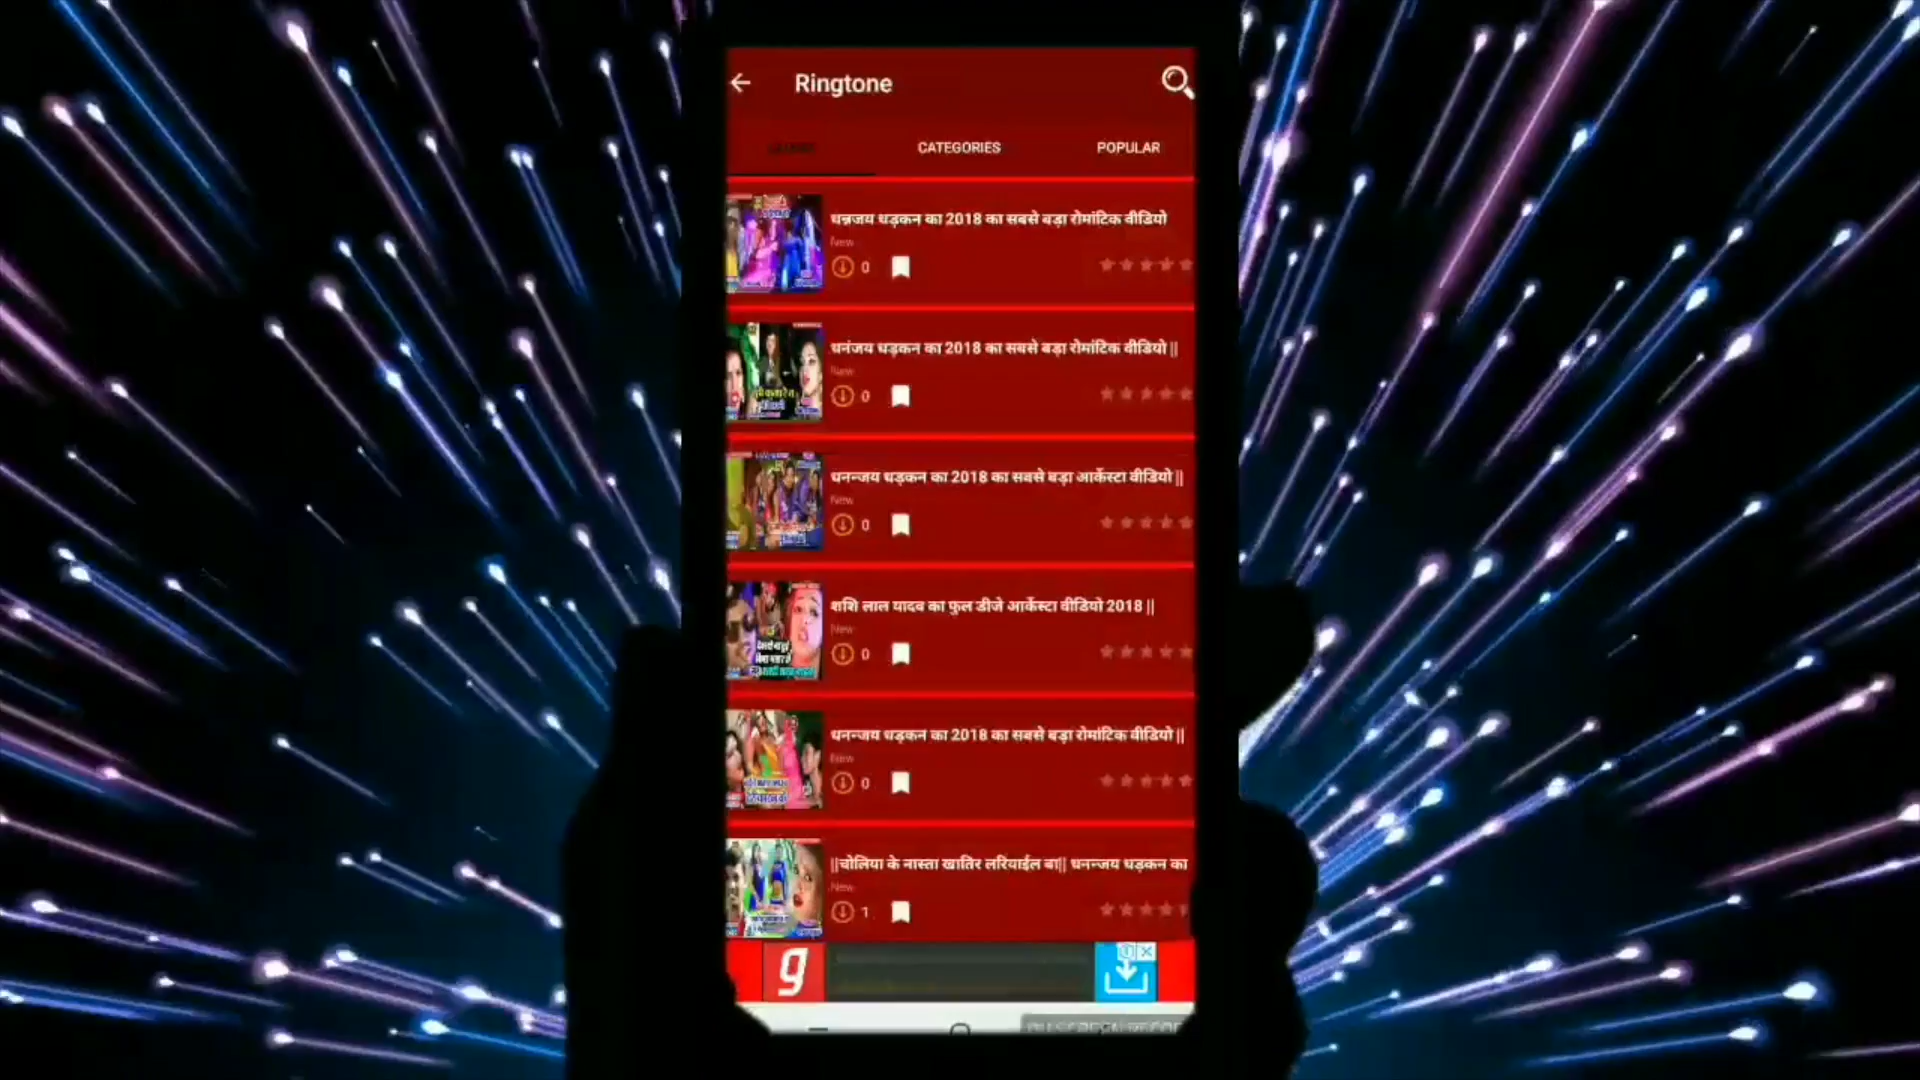 Ringtone
CATEGORIES
POPULAR
धन्नजय धड़कन का 2018 का सबसे बड़ा रोमांटिक वीडियो
New
0
धनंजय धड़कन का 2018 का सबसे बड़ा रोमांटिक वीडियो ||
New
0
धनन्जय धड़कन का 2018 का सबसे बड़ा आर्केस्टा वीडियो ||
New
0
शशि लाल यादव का फुल डीजे आर्केस्टा वीडियो 2018 ||
New
0
धनन्जय धड़कन का 2018 का सबसे बड़ा रोमांटिक वीडियो ||
New
0
||चोलिया के नास्ता खातिर लरियाईल बा|| धनन्जय धड़कन का
New
1
g